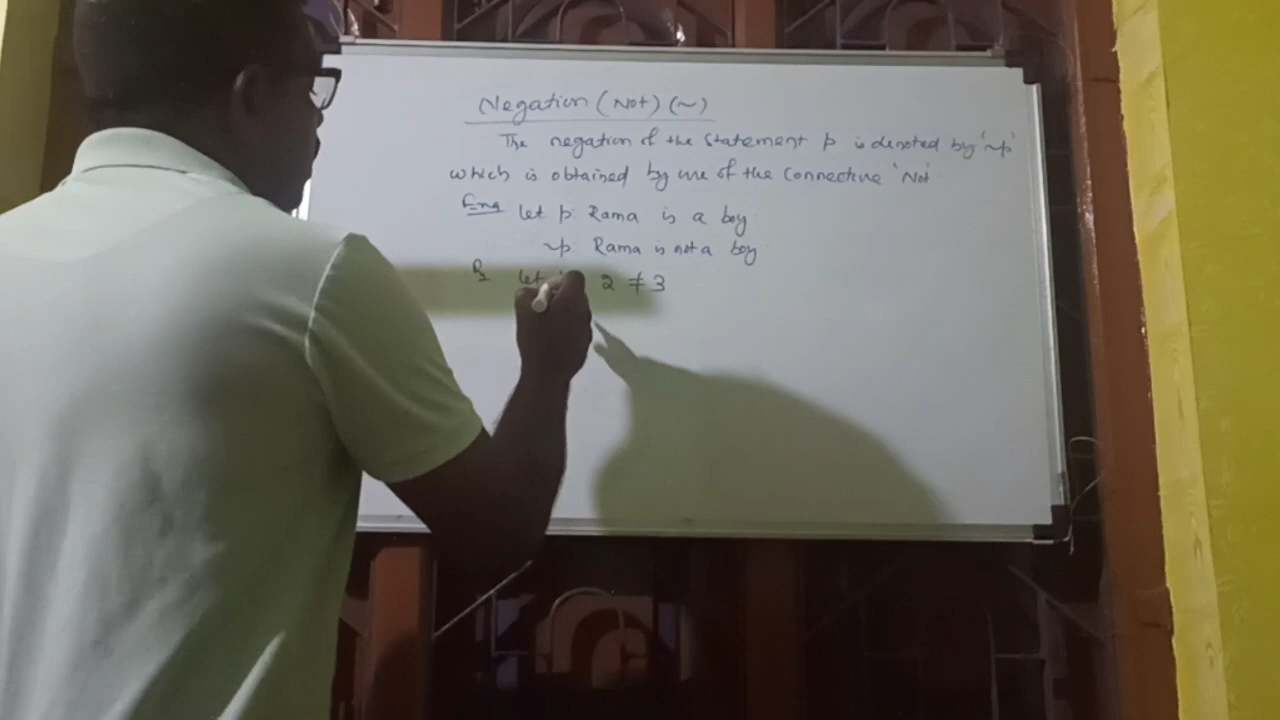 Negation (Not) (~)
The negation of the statement p is denoted by '~p'
which is obtained by use of the connective 'Not'
Let p: Rama is a boy
~p: Rama is not a boy
Let 2 ≠ 3